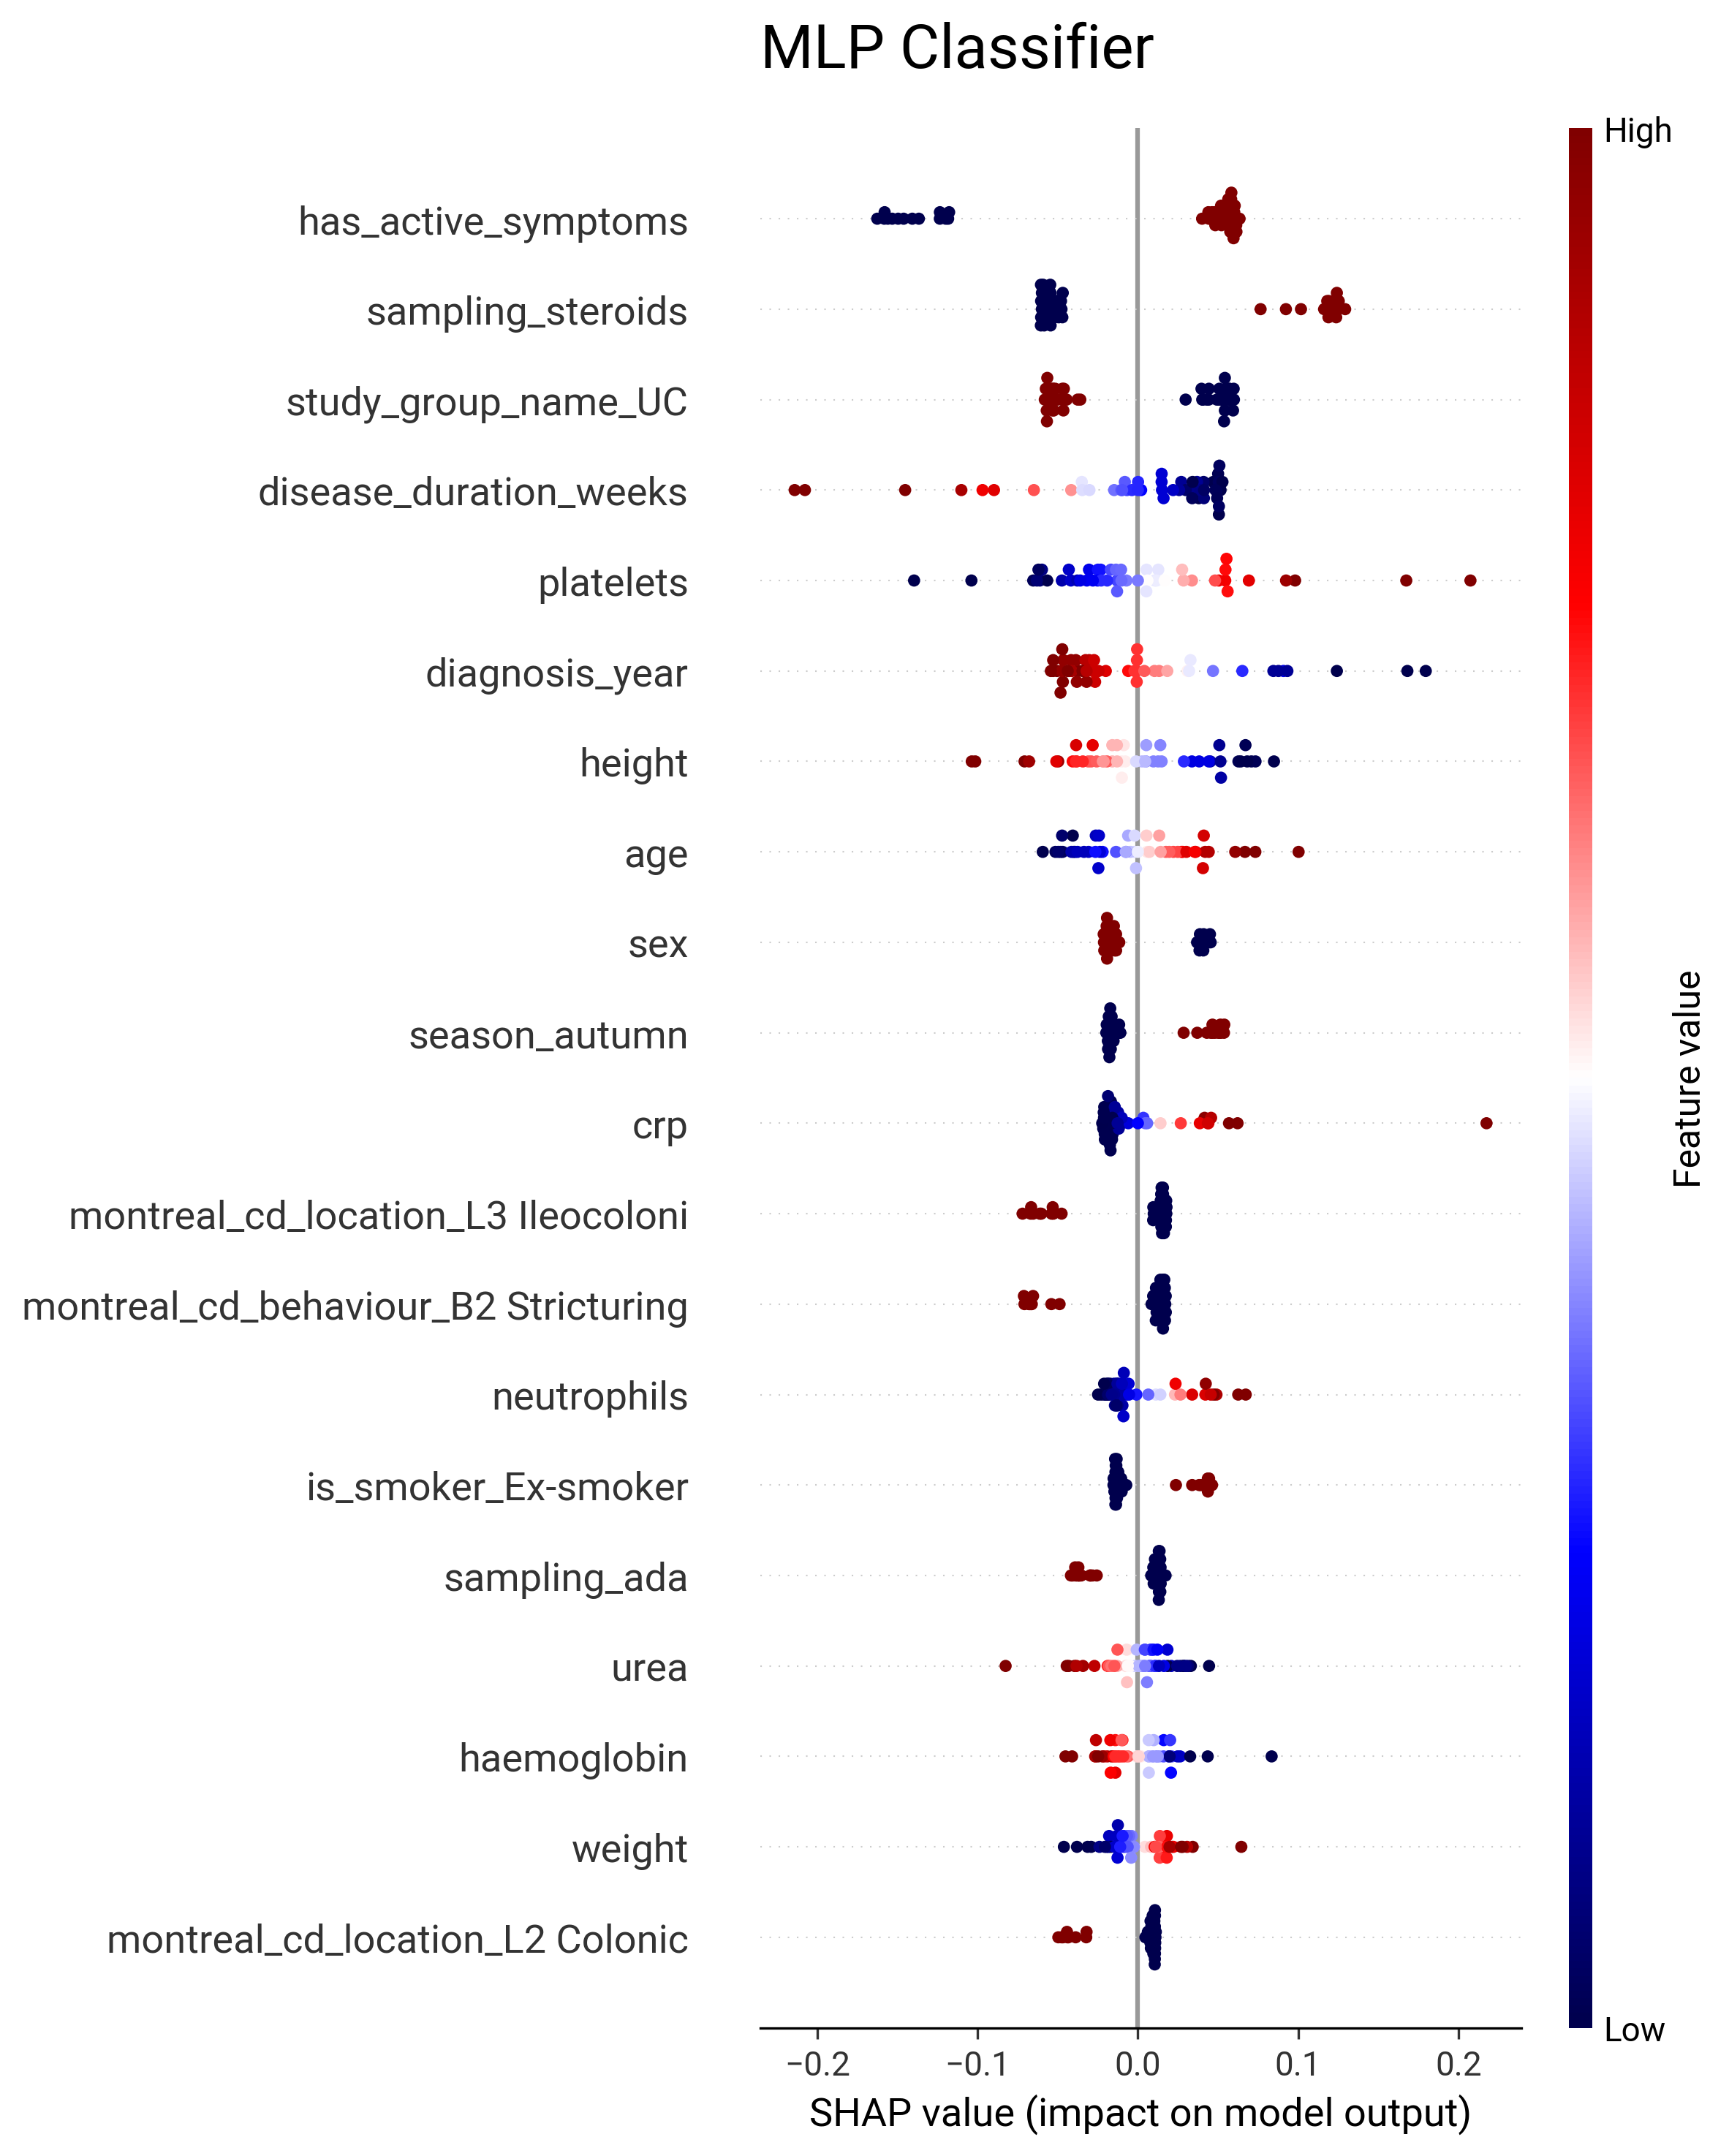 MLP Classifier
High
has_active_symptoms
sampling_steroids
study_group_name_UC
disease_duration_weeks
platelets
diagnosis_year
height
age
sex
season_autumn
crp
montreal_cd_location_L3 Ileocoloni
montreal_cd_behaviour_B2 Stricturing
neutrophils
is_smoker_Ex-smoker
sampling_ada
urea
haemoglobin
weight
montreal_cd_location_L2 Colonic
Feature value
Low
−0.2 −0.1 0.0 0.1 0.2
SHAP value (impact on model output)